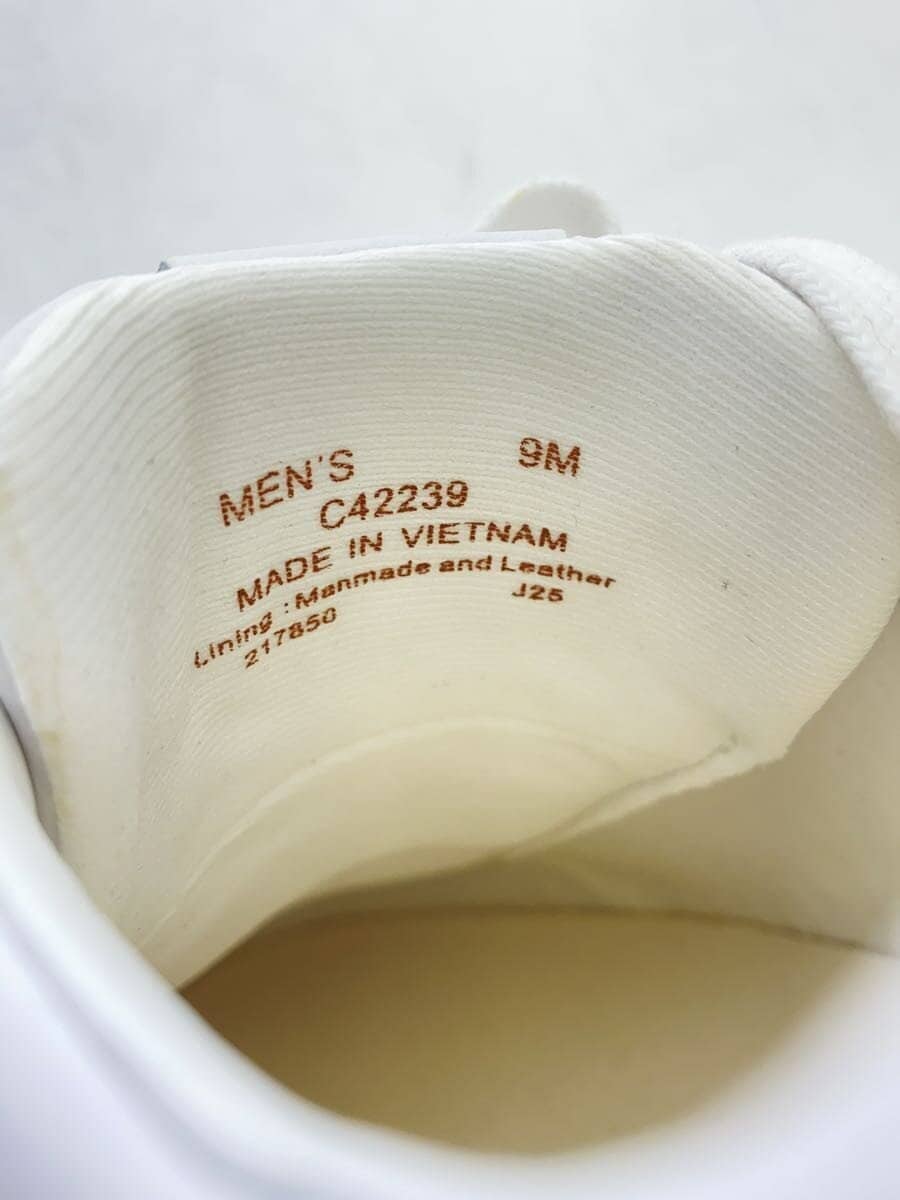 MEN'S 9M
C42239
MADE IN VIETNAM
Lining : Manmade and Leather
217850 J25